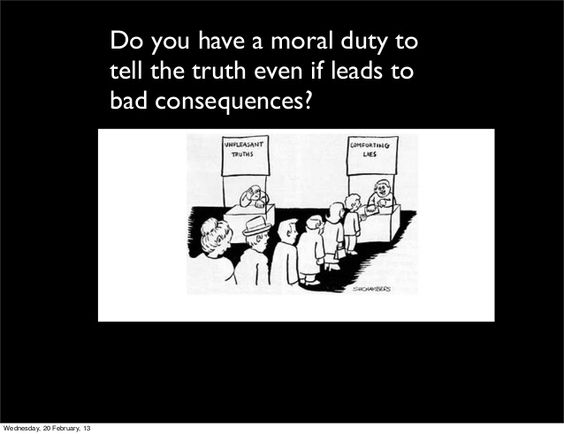 Do you have a moral duty to
tell the truth even if leads to
bad consequences?
UNPLEASANT
TRUTHS
COMFORTING
LIES
S.H.CHAMBERS
Wednesday, 20 February, 13